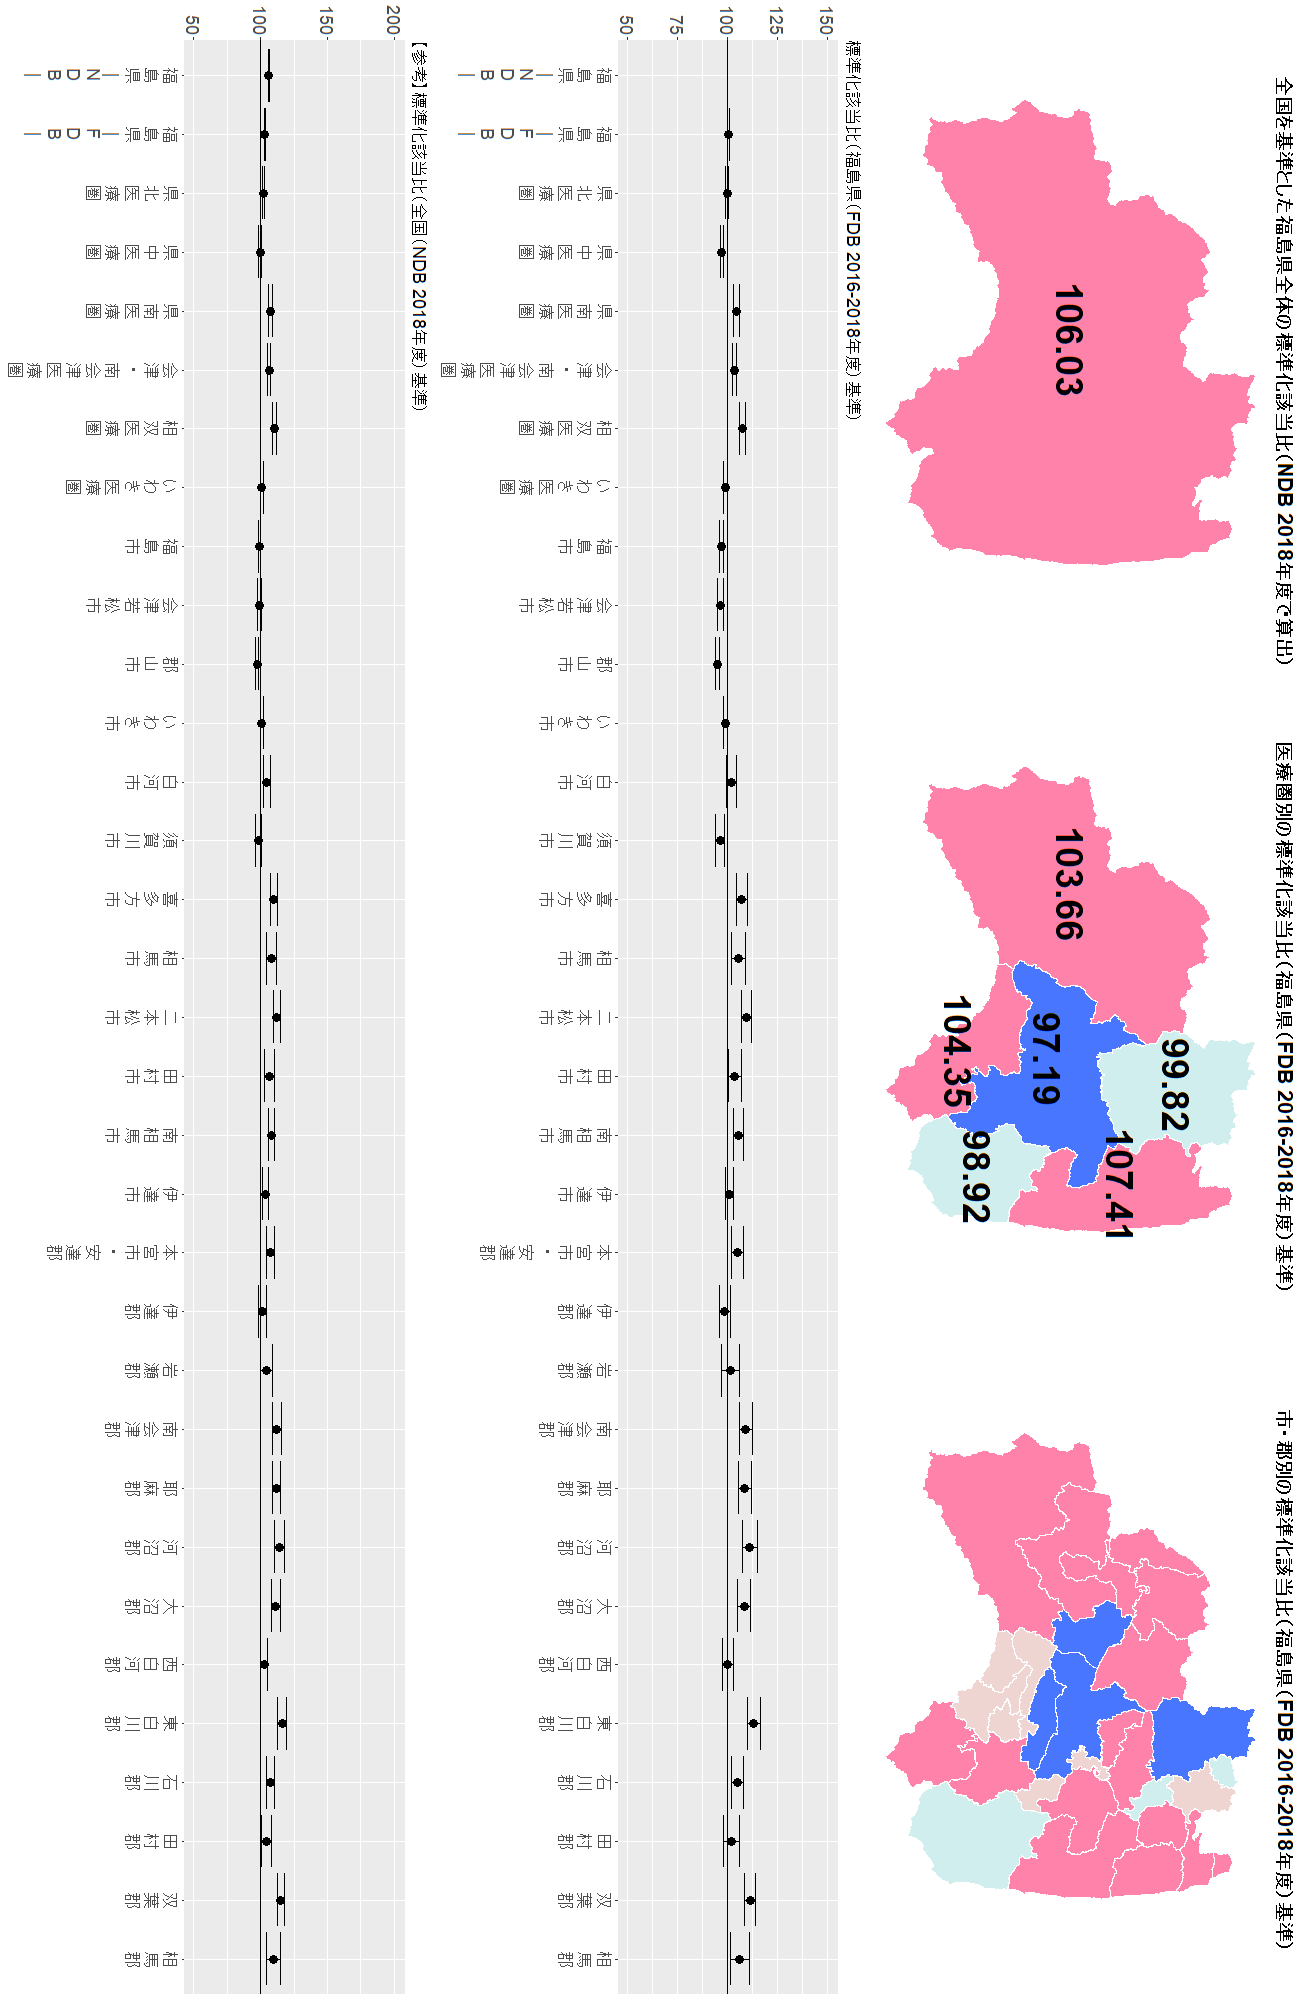 全国を基準とした福島県全体の標準化該当比(NDB 2018年度で算出)
106.03
医療圏別の標準化該当比(福島県(FDB 2016-2018年度)基準)
103.66
99.82
97.19
104.35
107.41
98.92
市・郡別の標準化該当比(福島県(FDB 2016-2018年度)基準)
標準化該当比(福島県(FDB 2016-2018年度)基準)
150
125
100
75
50
福島県ーNDBー
福島県ーFDBー
県北医療圏
県中医療圏
県南医療圏
会津・南会津医療圏
相双医療圏
いわき医療圏
福島市
会津若松市
郡山市
いわき市
白河市
須賀川市
喜多方市
相馬市
二本松市
田村市
南相馬市
伊達市
本宮市・安達郡
伊達郡
岩瀬郡
南会津郡
耶麻郡
河沼郡
大沼郡
西白河郡
東白川郡
石川郡
田村郡
双葉郡
相馬郡
【参考】標準化該当比(全国(NDB 2018年度)基準)
200
150
100
50
福島県ーNDBー
福島県ーFDBー
県北医療圏
県中医療圏
県南医療圏
会津・南会津医療圏
相双医療圏
いわき医療圏
福島市
会津若松市
郡山市
いわき市
白河市
須賀川市
喜多方市
相馬市
二本松市
田村市
南相馬市
伊達市
本宮市・安達郡
伊達郡
岩瀬郡
南会津郡
耶麻郡
河沼郡
大沼郡
西白河郡
東白川郡
石川郡
田村郡
双葉郡
相馬郡